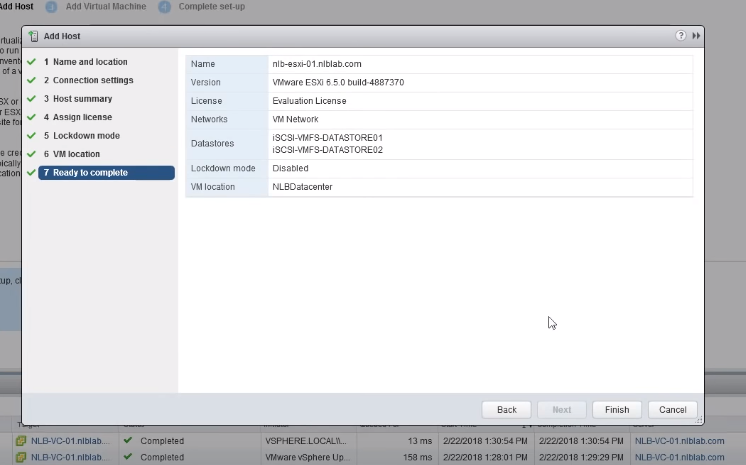 Add Host 3 Add Virtual Machine 4 Complete set-up
Add Host
1 Name and location
2 Connection settings
3 Host summary
4 Assign license
5 Lockdown mode
6 VM location
7 Ready to complete
Name nlb-esxi-01.nlblab.com
Version VMware ESXi 6.5.0 build-4887370
License Evaluation License
Networks VM Network
Datastores iSCSI-VMFS-DATASTORE01
iSCSI-VMFS-DATASTORE02
Lockdown mode Disabled
VM location NLBDatacenter
Back Next Finish Cancel
NLB-VC-01.nlblab... Completed VSPHERE.LOCAL\\... 13 ms 2/22/2018 1:30:54 PM 2/22/2018 1:30:54 PM NLB-VC-01.nlblab.com
NLB-VC-01.nlblab... Completed VMware vSphere Up... 158 ms 2/22/2018 1:28:01 PM 2/22/2018 1:29:29 PM NLB-VC-01.nlblab.com